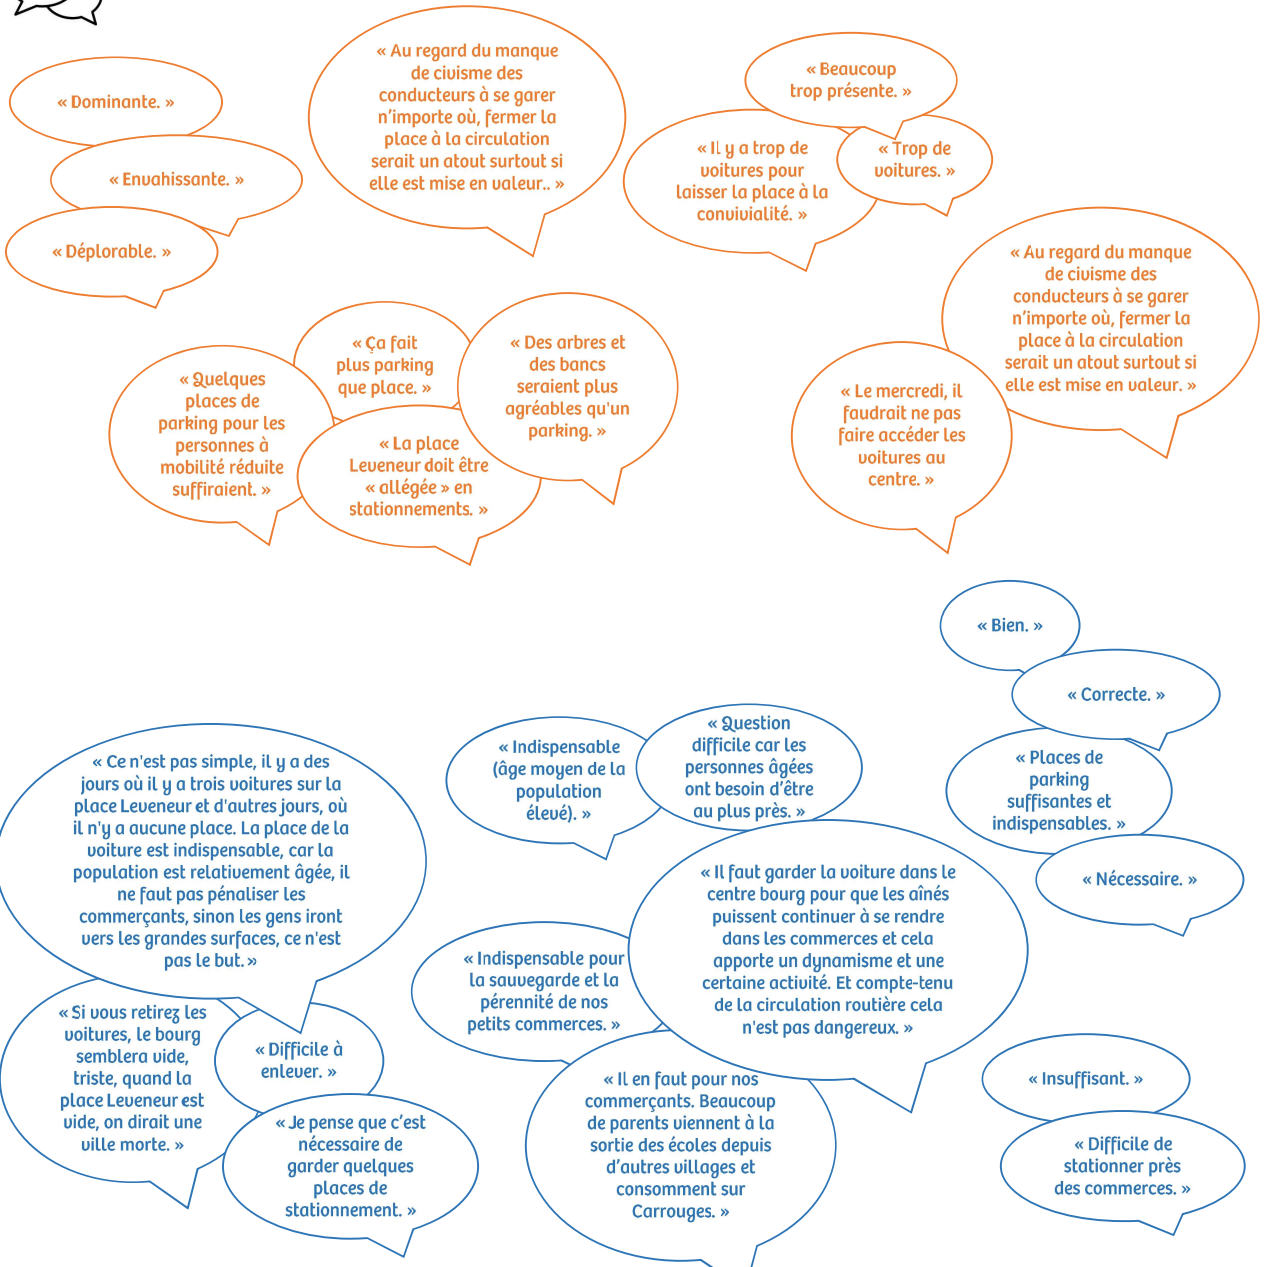 « Dominante. »
« Envahissante. »
« Déplorable. »
« Au regard du manque
de civisme des
conducteurs à se garer
n'importe où, fermer la
place à la circulation
serait un atout surtout si
elle est mise en valeur.. »
« Beaucoup
trop présente. »
« Il y a trop de
voitures pour
laisser la place à la
convivialité. »
« Trop de
voitures. »
« Au regard du manque
de civisme des
conducteurs à se garer
n'importe où, fermer la
place à la circulation
serait un atout surtout si
elle est mise en valeur. »
« Quelques
places de
parking pour les
personnes à
mobilité réduite
suffiraient. »
« Ça fait
plus parking
que place. »
« La place
Leveneur doit être
« allégée » en
stationnements. »
« Des arbres et
des bancs
seraient plus
agréables qu'un
parking. »
« Le mercredi, il
faudrait ne pas
faire accéder les
voitures au
centre. »
« Bien. »
« Correcte. »
« Places de
parking
suffisantes et
indispensables. »
« Nécessaire. »
« Ce n'est pas simple, il y a des
jours où il y a trois voitures sur la
place Leveneur et d'autres jours, où
il n'y a aucune place. La place de la
voiture est indispensable, car la
population est relativement âgée, il
ne faut pas pénaliser les
commerçants, sinon les gens iront
vers les grandes surfaces, ce n'est
pas le but. »
« Indispensable
(âge moyen de la
population
élevé). »
« Question
difficile car les
personnes âgées
ont besoin d'être
au plus près. »
« Il faut garder la voiture dans le
centre bourg pour que les aînés
puissent continuer à se rendre
dans les commerces et cela
apporte un dynamisme et une
certaine activité. Et compte-tenu
de la circulation routière cela
n'est pas dangereux. »
« Indispensable pour
la sauvegarde et la
pérennité de nos
petits commerces. »
« Si vous retirez les
voitures, le bourg
semblera vide,
triste, quand la
place Leveneur est
vide, on dirait une
ville morte. »
« Difficile à
enlever. »
« Je pense que c'est
nécessaire de
garder quelques
places de
stationnement. »
« Il en faut pour nos
commerçants. Beaucoup
de parents viennent à la
sortie des écoles depuis
d'autres villages et
consomment sur
Carrouges. »
« Insuffisant. »
« Difficile de
stationner près
des commerces. »